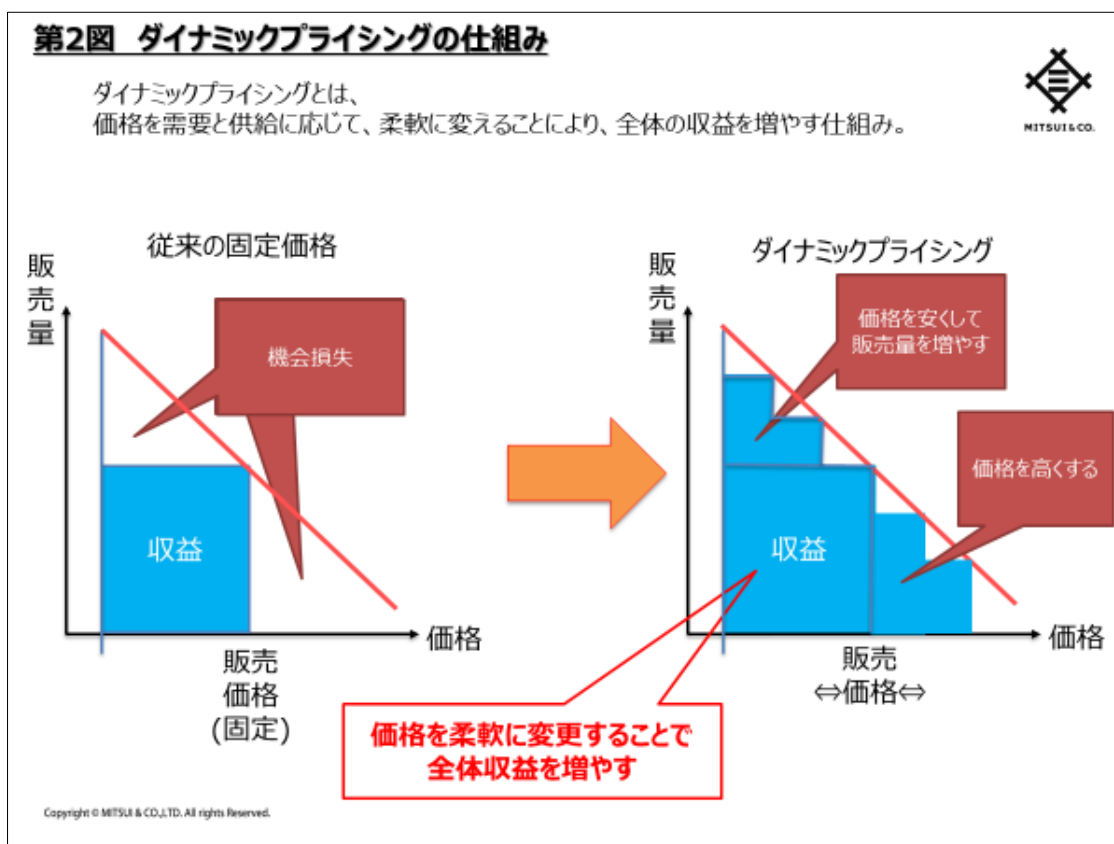 第2図 ダイナミックプライシングの仕組み
ダイナミックプライシングとは、
価格を需要と供給に応じて、柔軟に変えることにより、全体の収益を増やす仕組み。
MITSUI & CO.
従来の固定価格
販売量
機会損失
収益
価格
販売
価格
(固定)
ダイナミックプライシング
販売量
価格を安くして
販売量を増やす
価格を高くする
収益
価格
販売
⇔価格⇔
価格を柔軟に変更することで
全体収益を増やす
Copyright © MITSUI & CO.,LTD. All rights Reserved.